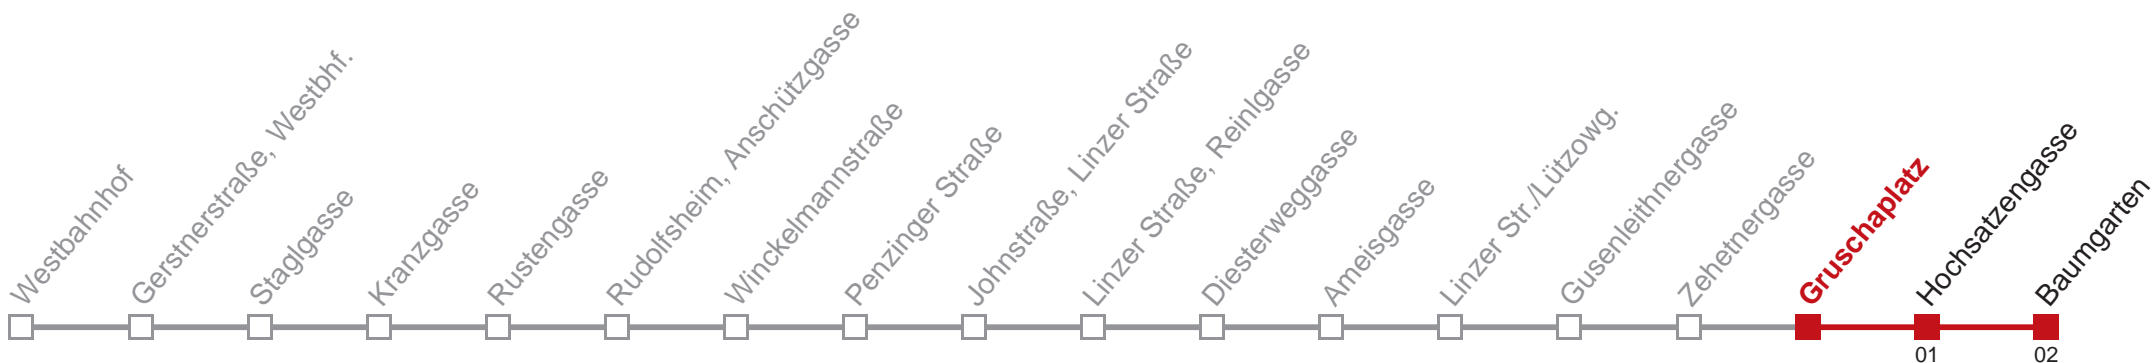 Westbahnhof
Gerstnerstraße, Westbhf.
Staglgasse
Kranzgasse
Rustengasse
Rudolfsheim, Anschützgasse
Winckelmannstraße
Penzinger Straße
Johnstraße, Linzer Straße
Linzer Straße, Reinlgasse
Diesterweggasse
Ameisgasse
Linzer Str./Lützowg.
Gusenleithnergasse
Zehetnergasse
Gruschaplatz
Hochsatzengasse
Baumgarten
01
02